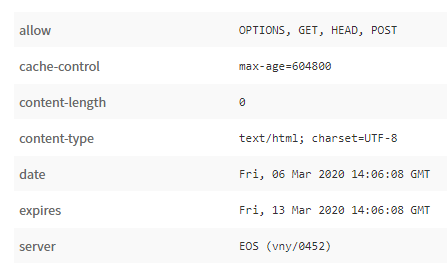 allow OPTIONS, GET, HEAD, POST
cache-control max-age=604800
content-length 0
content-type text/html; charset=UTF-8
date Fri, 06 Mar 2020 14:06:08 GMT
expires Fri, 13 Mar 2020 14:06:08 GMT
server EOS (vny/0452)